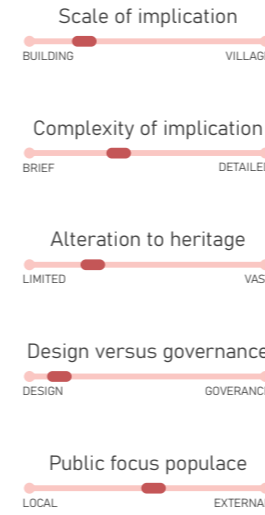 Scale of implication
BUILDING VILLAG
Complexity of implication
BRIEF DETAILE
Alteration to heritage
LIMITED VAS
Design versus governance
DESIGN GOVERANC
Public focus populace
LOCAL EXTERNA